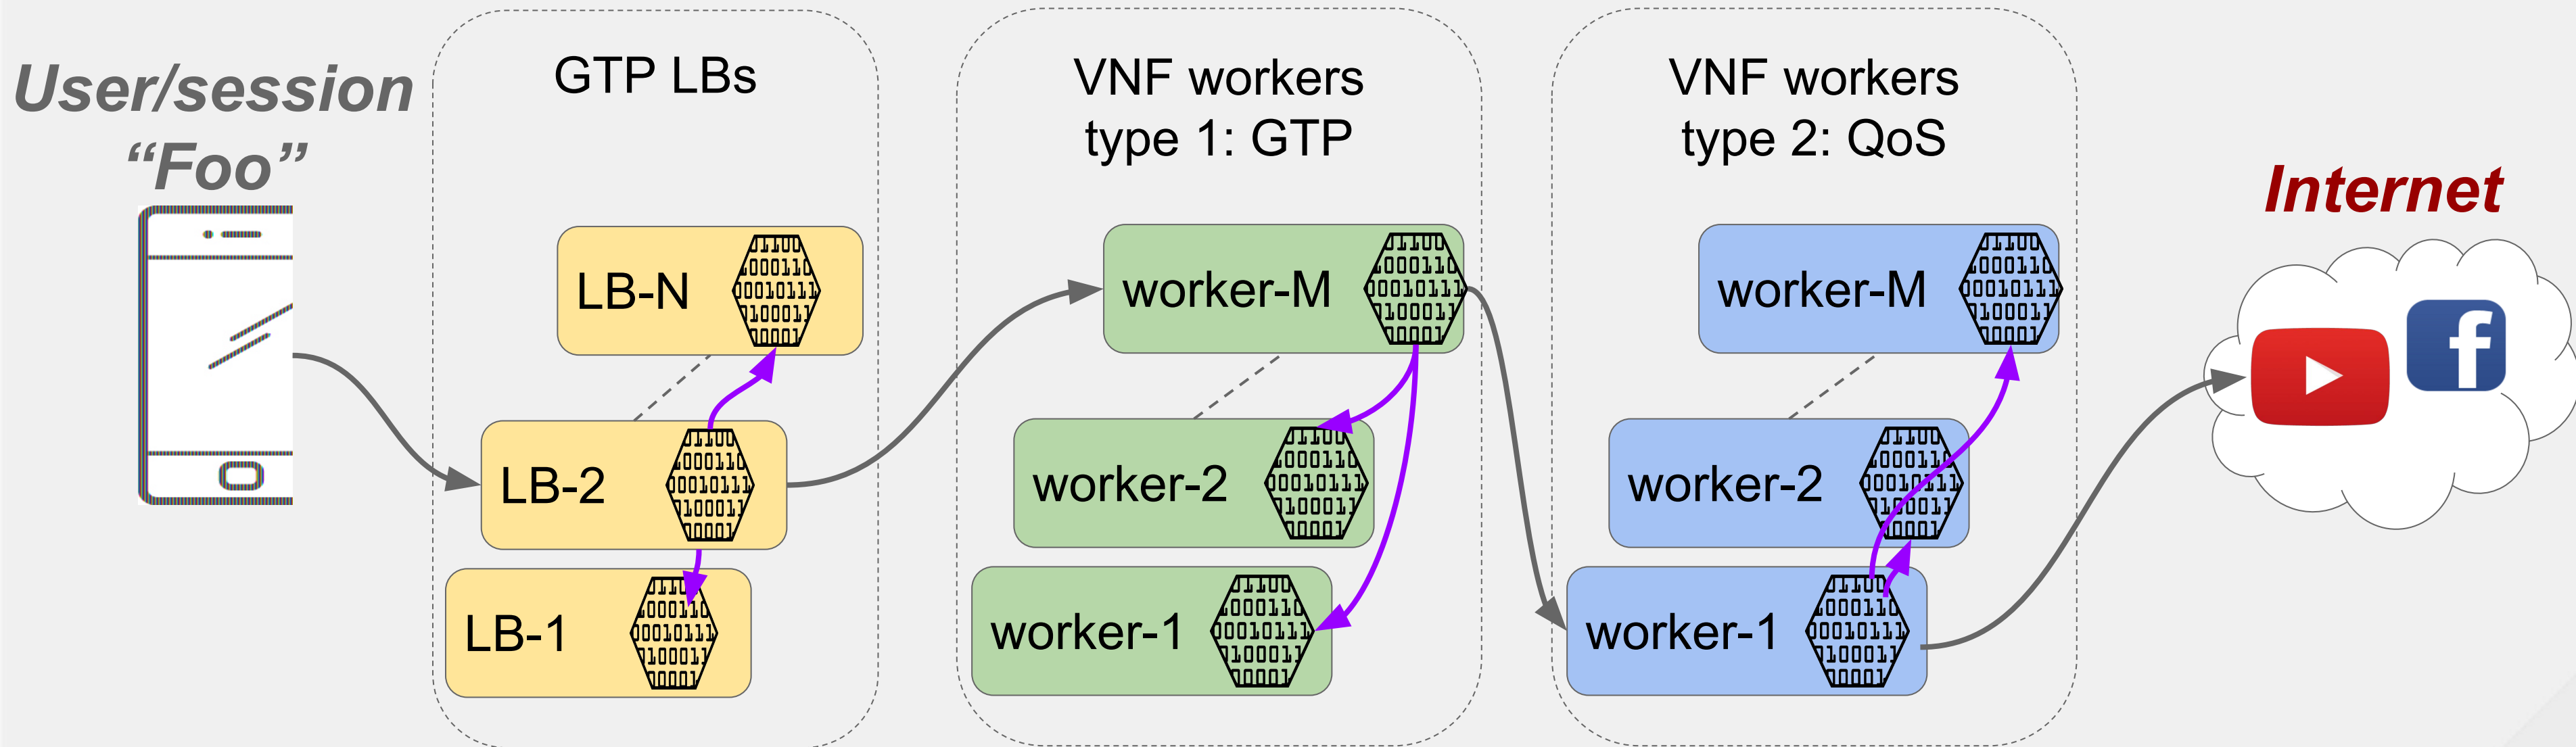 User/session
“Foo”
GTP LBs
LB-N
LB-2
LB-1
VNF workers
type 1: GTP
worker-M
worker-2
worker-1
VNF workers
type 2: QoS
worker-M
worker-2
worker-1
Internet
f